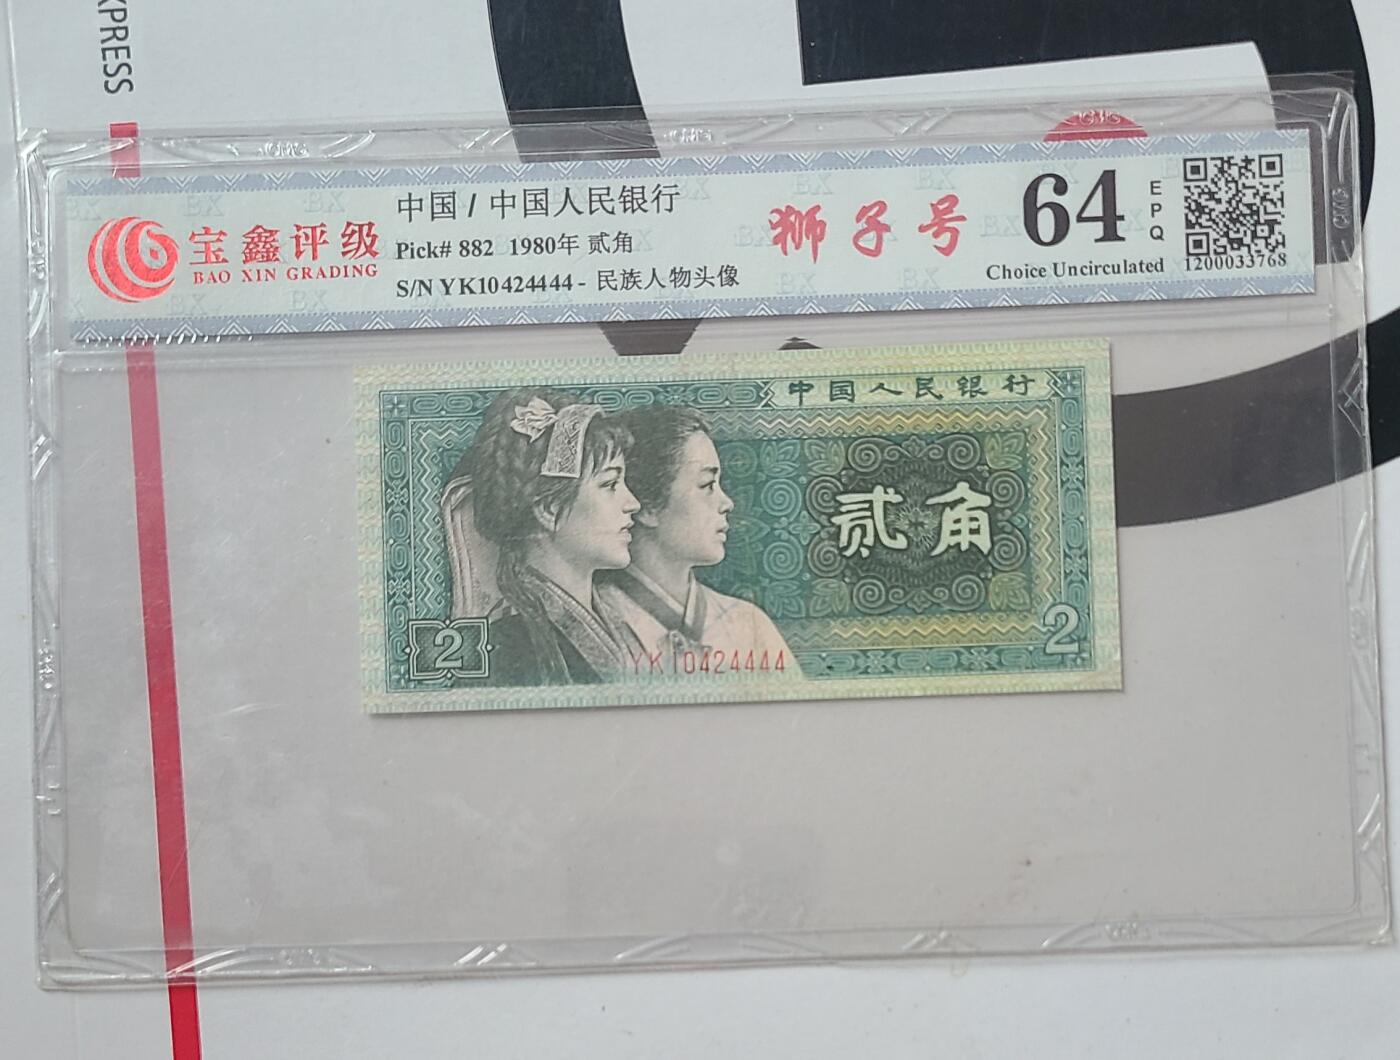 XPRESS
宝鑫评级
BAO XIN GRADING
中国 / 中国人民银行
Pick# 882 1980年 贰角
S/N YK10424444 - 民族人物头像
狮子号
64
EPQ
Choice Uncirculated
1200033768
中国人民银行
贰角
2
2
YK10424444